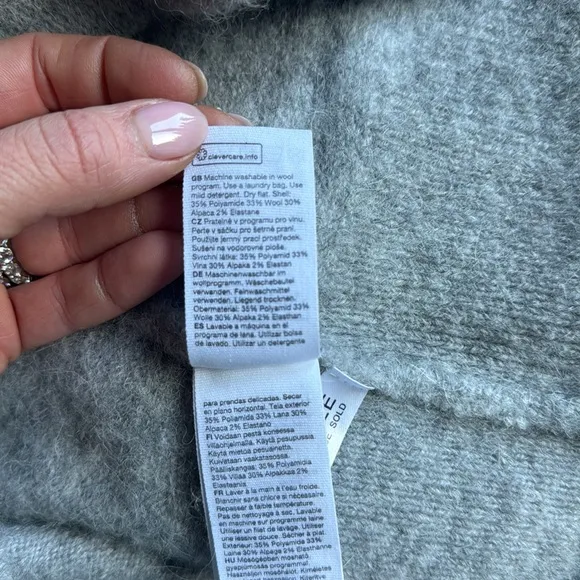 clevercare.info
GB Machine washable in wool
program. Use a laundry bag. Use
mild detergent. Dry flat. Shell:
35% Polyamide 33% Wool 30%
Alpaca 2% Elastane
CZ Pratelné v programu pro vlnu.
Perte v sáčku pro šetrné praní.
Použijte jemný prací prostředek.
Sušení na vodorovné ploše.
Svrchní látka: 35% Polyamid 33%
Vlna 30% Alpaka 2% Elastan
DE Maschinenwaschbar im
wollprogramm. Wäschebeutel
verwenden. Feinwaschmittel
verwenden. Liegend trocknen.
Obermaterial: 35% Polyamid 33%
Wolle 30% Alpaka 2% Elasthan
ES Lavable a máquina en el
programa de lana. Utilizar bolsa
de lavado. Utilizar un detergente
para prendas delicadas. Secar
en plano horizontal. Tela exterior
35% Poliamida 33% Lana 30%
Alpaca 2% Elastano
FI Voidaan pestä koneessa
villaohjelmalla. Käytä pesupussia.
Käytä mietoa pesuainetta.
Kuivataan vaakatasossa.
Päälliskangas: 35% Polyamidia
33% Villaa 30% Alpakkaa 2%
Elastaania
FR Laver à la main à l'eau froide.
Blanchir sans chlore si nécessaire.
Repasser à faible température.
Pas de nettoyage à sec. Lavable
en machine sur programme laine
Utiliser un filet de lavage. Utiliser
une lessive douce. Sécher à plat
Extérieur: 35% Polyamide 33%
Laine 30% Alpaca 2% Élasthanne
HU Mosógépben mosható
gyapjúmosás programmal
Használjon mosózsákot. Kímélетes
LE
E SOLD